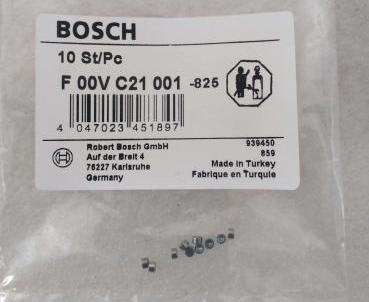 BOSCH
10 St/Pc
F 00V C21 001 -825
4 047023 451897
Robert Bosch GmbH
Auf der Breit 4
76227 Karlsruhe
Germany
939450
859
Made in Turkey
Fabrique en Turquie